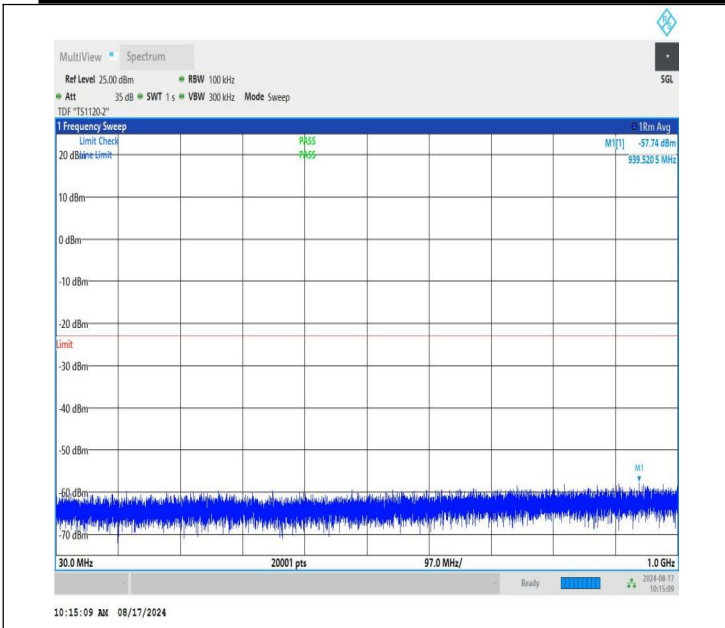 MultiView Spectrum
Ref Level 25.00 dBm RBW 100 kHz SGL
Att 35 dB SWT 1 s VBW 300 kHz Mode Sweep
TDF "TS1120-2"
1 Frequency Sweep 1Rm Avg
Limit Check PASS M1[1] -57.74 dBm
20 dBm Line Limit PASS 939.520 5 MHz
10 dBm
0 dBm
-10 dBm
-20 dBm
Limit
-30 dBm
-40 dBm
-50 dBm
M1
-60 dBm
-70 dBm
30.0 MHz 20001 pts 97.0 MHz/ 1.0 GHz
Ready 2024-08-17
10:15:09
10:15:09 AM 08/17/2024